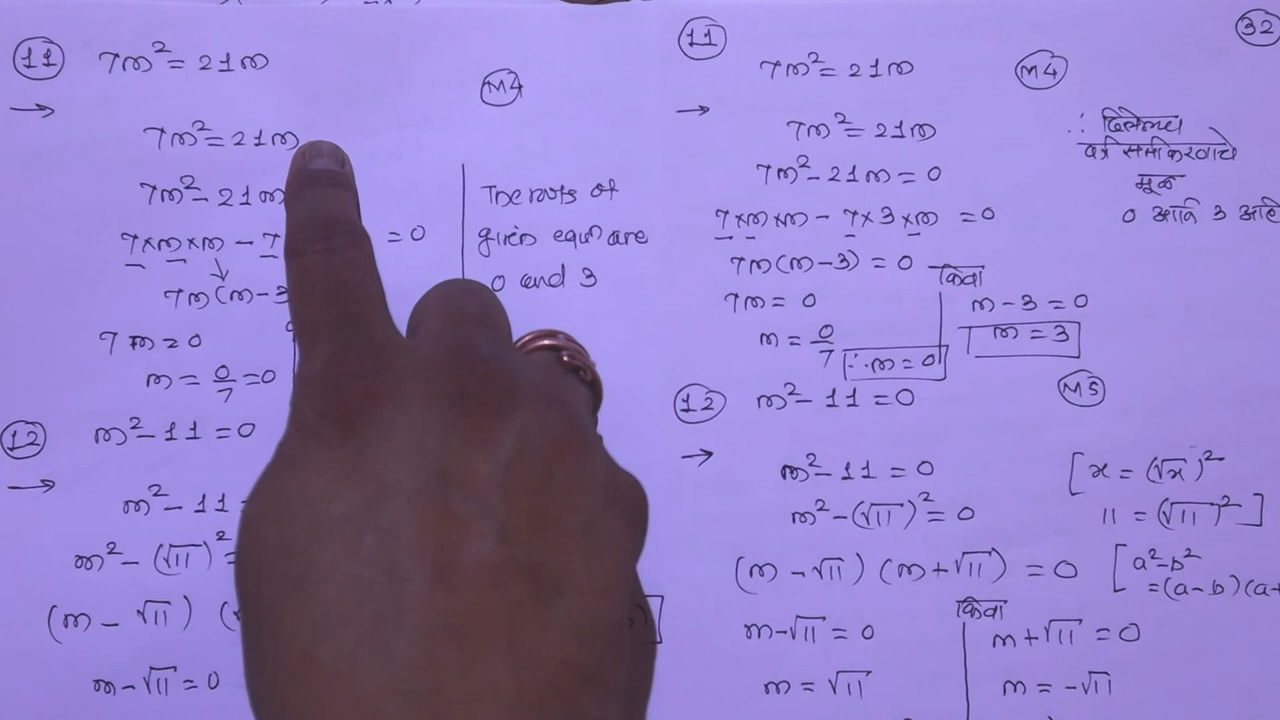 11 7m² = 21m
M4
→
7m² = 21m
7m² - 21m
7×m×m - 7 = 0
7m(m-3
7m = 0
m = 0/7 = 0
The roots of
given equn are
0 and 3
12 m² - 11 = 0
→
m² - 11
m² - (√11)² =
(m - √11) (
m - √11 = 0
32
11 7m² = 21m
M4
→
7m² = 21m
7m² - 21m = 0
7×m×m - 7×3×m = 0
7m(m-3) = 0
किंवा
7m = 0
m - 3 = 0
m = 0/7 ∴ m = 0
m = 3
∴ दिलेल्या
वर्ग समीकरणाचे
मूळ
0 आणि 3
12 m² - 11 = 0
M5
→
m² - 11 = 0
[x = (√x)²
m² - (√11)² = 0
11 = (√11)²]
(m - √11) (m + √11) = 0
[a² - b²
= (a - b) (a+
किंवा
m - √11 = 0
m + √11 = 0
m = √11
m = -√11